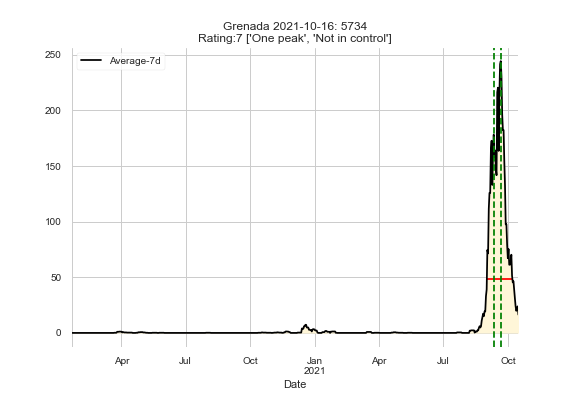 Grenada 2021-10-16: 5734
Rating:7 ['One peak', 'Not in control']
Average-7d
250
200
150
100
50
0
Apr Jul Oct Jan Apr Jul Oct
2021
Date